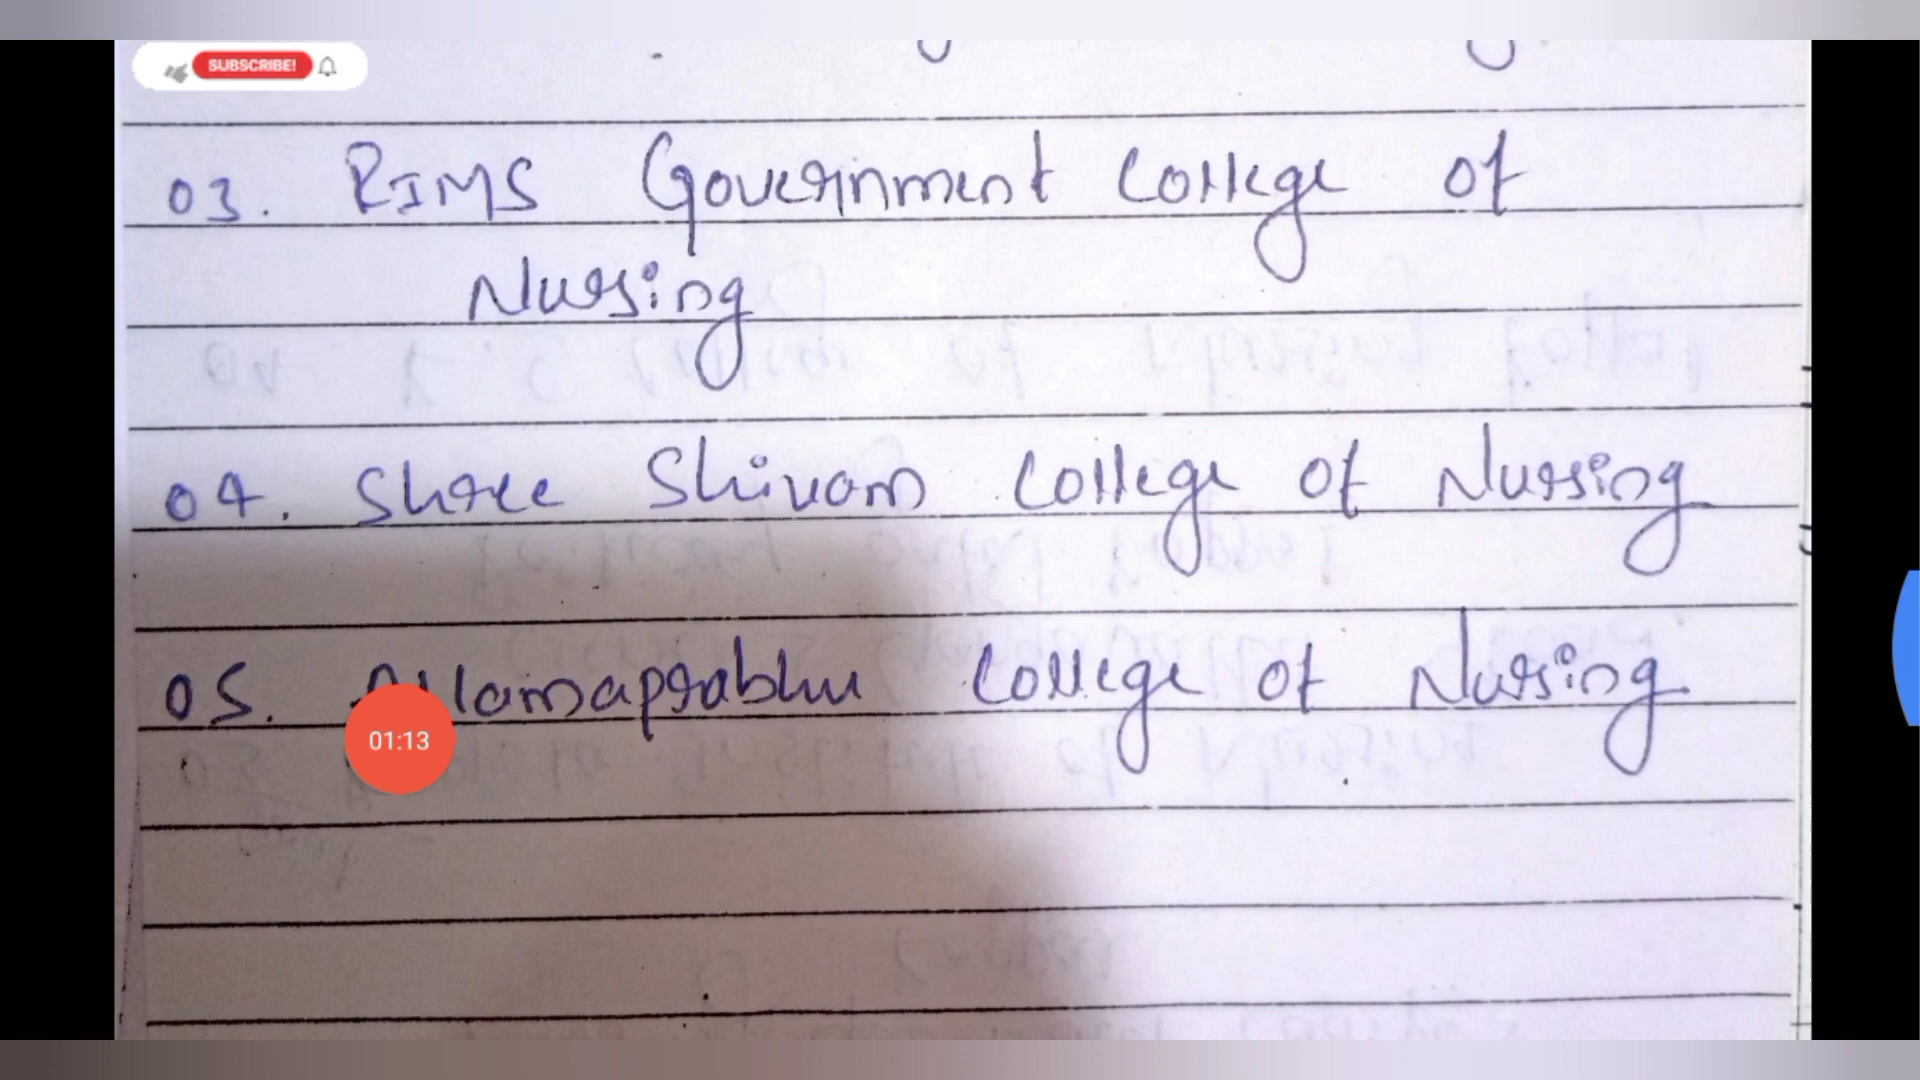 SUBSCRIBE!
03. RIMS Government College of
Nursing
04. Shree Shivam College of Nursing
05. Allamaprabhu College of Nursing
01:13